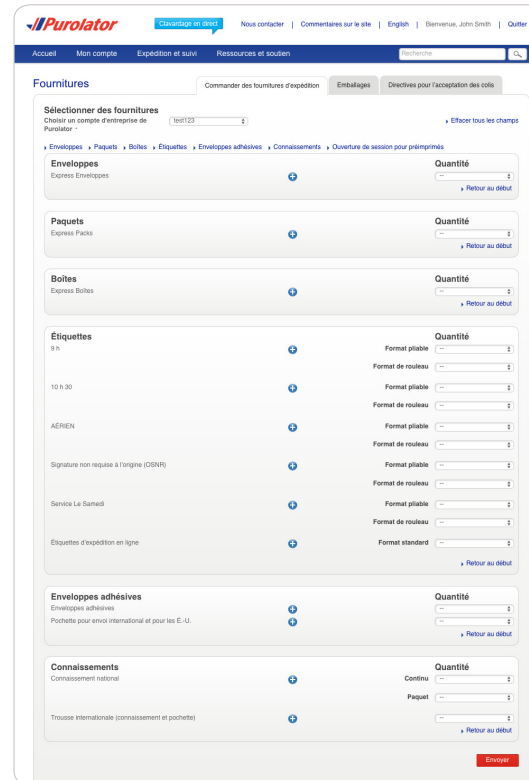 Purolator
Clavardage en direct
Nous contacter | Commentaires sur le site | English | Bienvenue, John Smith | Quitter
Accueil Mon compte Expédition et suivi Ressources et soutien Recherche
Fournitures
Commander des fournitures d'expédition Emballages Directives pour l'acceptation des colis
Sélectionner des fournitures
Choisir un compte d'entreprise de
Purolator * test123 Effacer tous les champs
Enveloppes Paquets Boîtes Étiquettes Enveloppes adhésives Connaissements Ouverture de session pour préimprimés
Enveloppes Quantité
Express Enveloppes --
Retour au début
Paquets Quantité
Express Packs --
Retour au début
Boîtes Quantité
Express Boîtes --
Retour au début
Étiquettes Quantité
9 h Format pliable --
Format de rouleau --
10 h 30 Format pliable --
Format de rouleau --
AÉRIEN Format pliable --
Format de rouleau --
Signature non requise à l'origine (OSNR) Format pliable --
Format de rouleau --
Service Le Samedi Format pliable --
Format de rouleau --
Étiquettes d'expédition en ligne Format standard --
Retour au début
Enveloppes adhésives Quantité
Enveloppes adhésives --
Pochette pour envoi international et pour les É.-U. --
Retour au début
Connaissements Quantité
Connaissement national Continu --
Paquet --
Trousse internationale (connaissement et pochette) --
Retour au début
Envoyer